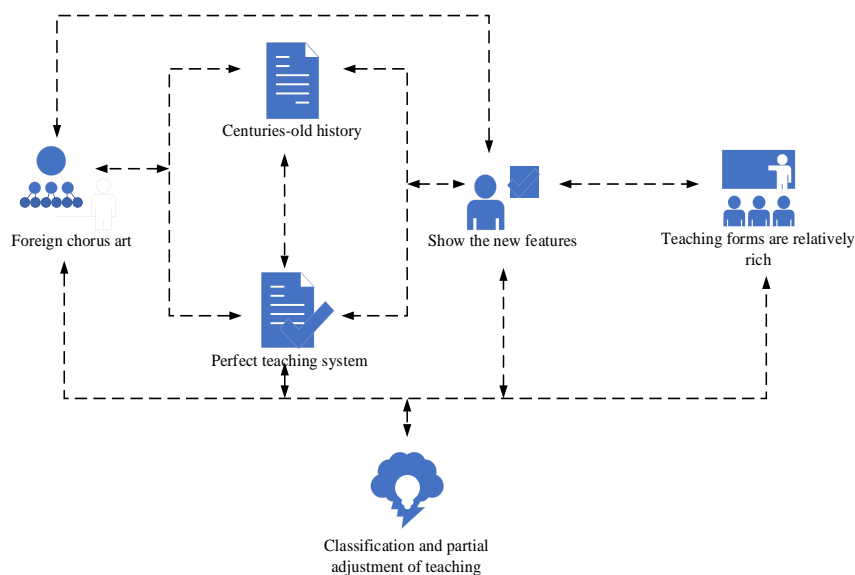 Centuries-old history
Foreign chorus art
Show the new features
Teaching forms are relatively
rich
Perfect teaching system
Classification and partial
adjustment of teaching